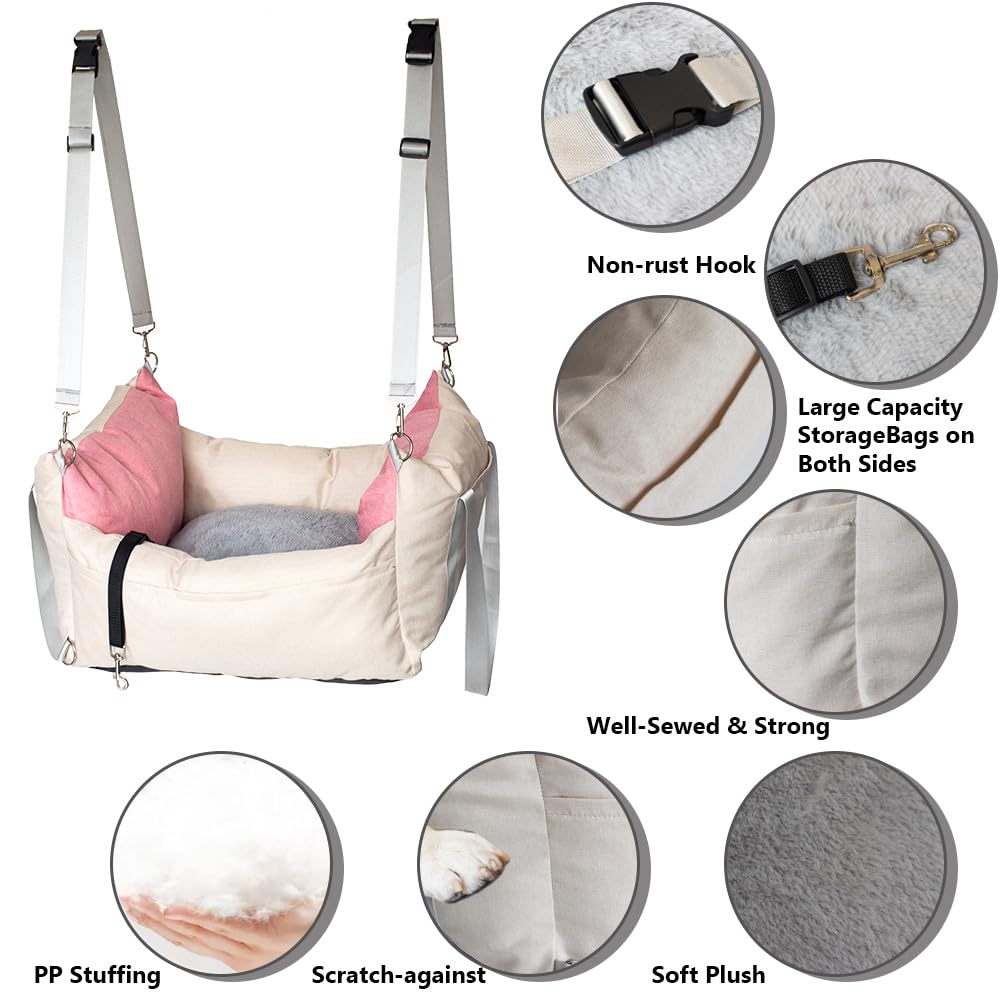 Non-rust Hook
Large Capacity
StorageBags on
Both Sides
Well-Sewed & Strong
PP Stuffing
Scratch-against
Soft Plush